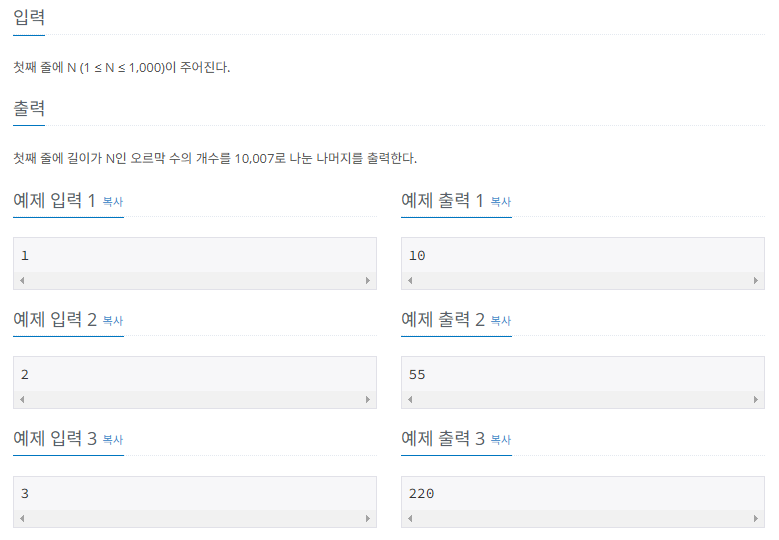 입력
첫째 줄에 N (1 ≤ N ≤ 1,000)이 주어진다.
출력
첫째 줄에 길이가 N인 오르막 수의 개수를 10,007로 나눈 나머지를 출력한다.
예제 입력 1 복사
1
예제 출력 1 복사
10
예제 입력 2 복사
2
예제 출력 2 복사
55
예제 입력 3 복사
3
예제 출력 3 복사
220